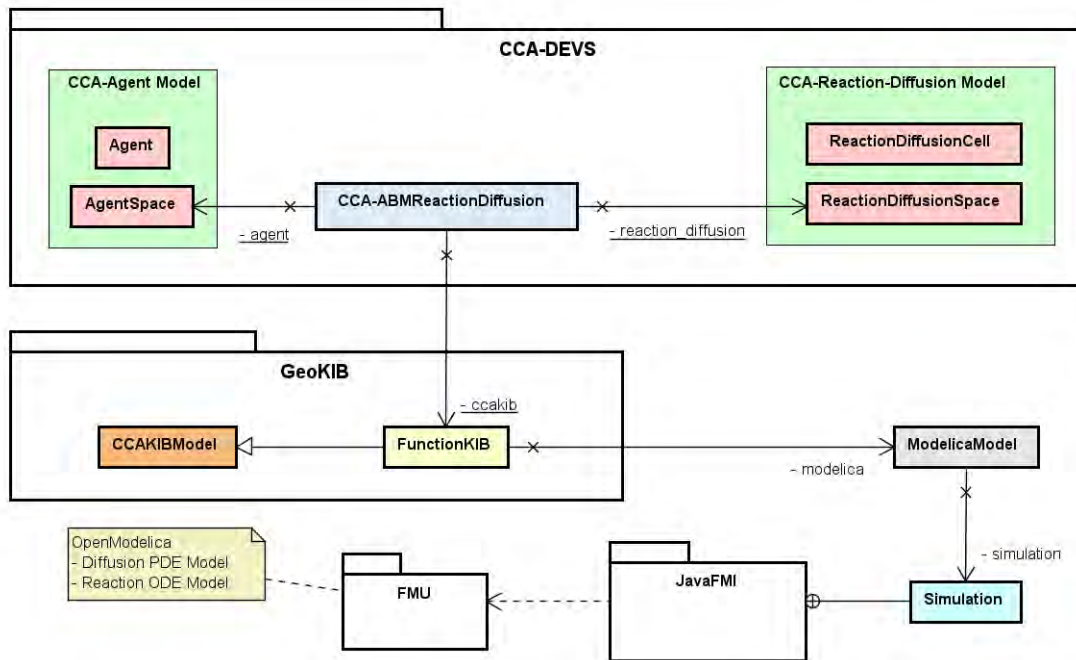 CCA-DEVS
CCA-Agent Model
Agent
AgentSpace
CCA-Reaction-Diffusion Model
ReactionDiffusionCell
ReactionDiffusionSpace
CCA-ABMReactionDiffusion
- agent
- reaction_diffusion
GeoKIB
- ccakib
CCAKIBModel
FunctionKIB
ModelicaModel
- modelica
OpenModelica
- Diffusion PDE Model
- Reaction ODE Model
FMU
JavaFMI
- simulation
Simulation